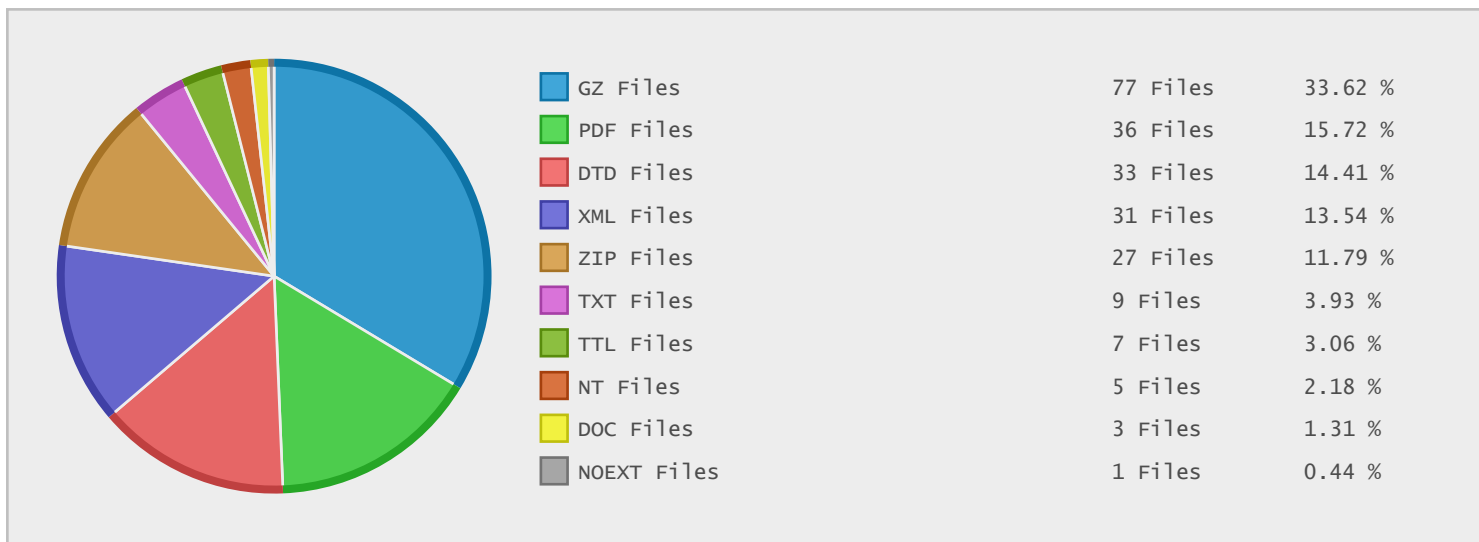 GZ Files 77 Files 33.62 %
PDF Files 36 Files 15.72 %
DTD Files 33 Files 14.41 %
XML Files 31 Files 13.54 %
ZIP Files 27 Files 11.79 %
TXT Files 9 Files 3.93 %
TTL Files 7 Files 3.06 %
NT Files 5 Files 2.18 %
DOC Files 3 Files 1.31 %
NOEXT Files 1 Files 0.44 %